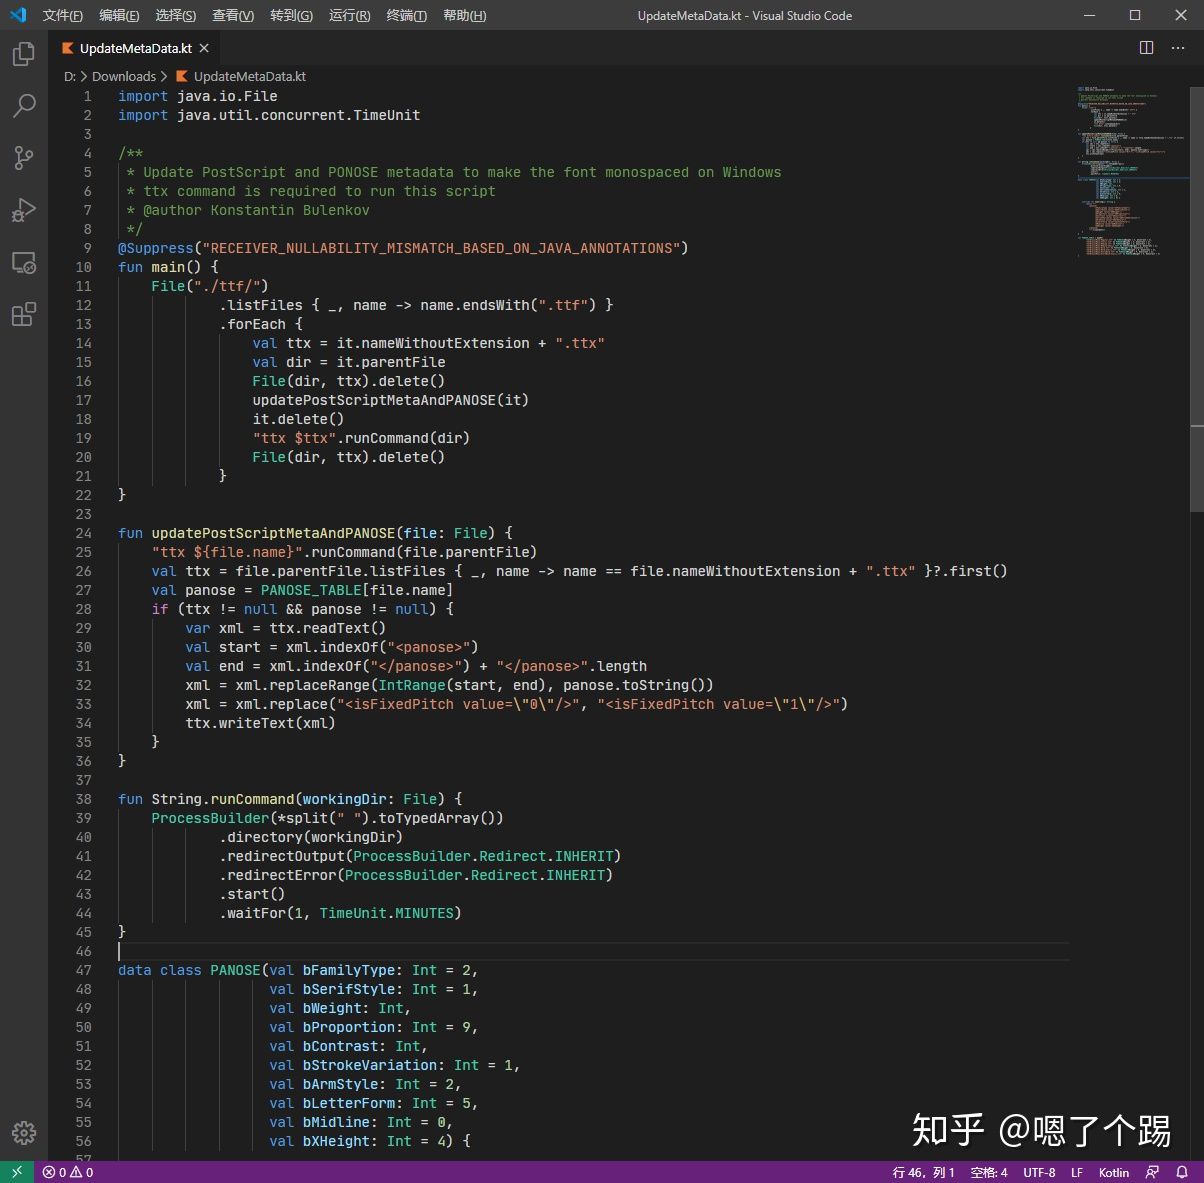 文件(F) 编辑(E) 选择(S) 查看(V) 转到(G) 运行(R) 终端(T) 帮助(H) UpdateMetaData.kt - Visual Studio Code
UpdateMetaData.kt
D: > Downloads > UpdateMetaData.kt
1 import java.io.File
2 import java.util.concurrent.TimeUnit
3
4 /**
5 * Update PostScript and PONOSE metadata to make the font monospaced on Windows
6 * ttx command is required to run this script
7 * @author Konstantin Bulenkov
8 */
9 @Suppress("RECEIVER_NULLABILITY_MISMATCH_BASED_ON_JAVA_ANNOTATIONS")
10 fun main() {
11 File("./ttf/")
12 .listFiles { _, name -> name.endsWith(".ttf") }
13 .forEach {
14 val ttx = it.nameWithoutExtension + ".ttx"
15 val dir = it.parentFile
16 File(dir, ttx).delete()
17 updatePostScriptMetaAndPANOSE(it)
18 it.delete()
19 "ttx $ttx".runCommand(dir)
20 File(dir, ttx).delete()
21 }
22 }
23
24 fun updatePostScriptMetaAndPANOSE(file: File) {
25 "ttx ${file.name}".runCommand(file.parentFile)
26 val ttx = file.parentFile.listFiles { _, name -> name == file.nameWithoutExtension + ".ttx" }?.first()
27 val panose = PANOSE_TABLE[file.name]
28 if (ttx != null && panose != null) {
29 var xml = ttx.readText()
30 val start = xml.indexOf("<panose>")
31 val end = xml.indexOf("</panose>") + "</panose>".length
32 xml = xml.replaceRange(IntRange(start, end), panose.toString())
33 xml = xml.replace("<isFixedPitch value=\"0\"/>", "<isFixedPitch value=\"1\"/>")
34 ttx.writeText(xml)
35 }
36 }
37
38 fun String.runCommand(workingDir: File) {
39 ProcessBuilder(*split(" ").toTypedArray())
40 .directory(workingDir)
41 .redirectOutput(ProcessBuilder.Redirect.INHERIT)
42 .redirectError(ProcessBuilder.Redirect.INHERIT)
43 .start()
44 .waitFor(1, TimeUnit.MINUTES)
45 }
46
47 data class PANOSE(val bFamilyType: Int = 2,
48 val bSerifStyle: Int = 1,
49 val bWeight: Int,
50 val bProportion: Int = 9,
51 val bContrast: Int,
52 val bStrokeVariation: Int = 1,
53 val bArmStyle: Int = 2,
54 val bLetterForm: Int = 5,
55 val bMidline: Int = 0,
56 val bXHeight: Int = 4) {
57
知乎 @嗯了个踢
0 0 行 46, 列 1 空格: 4 UTF-8 LF Kotlin